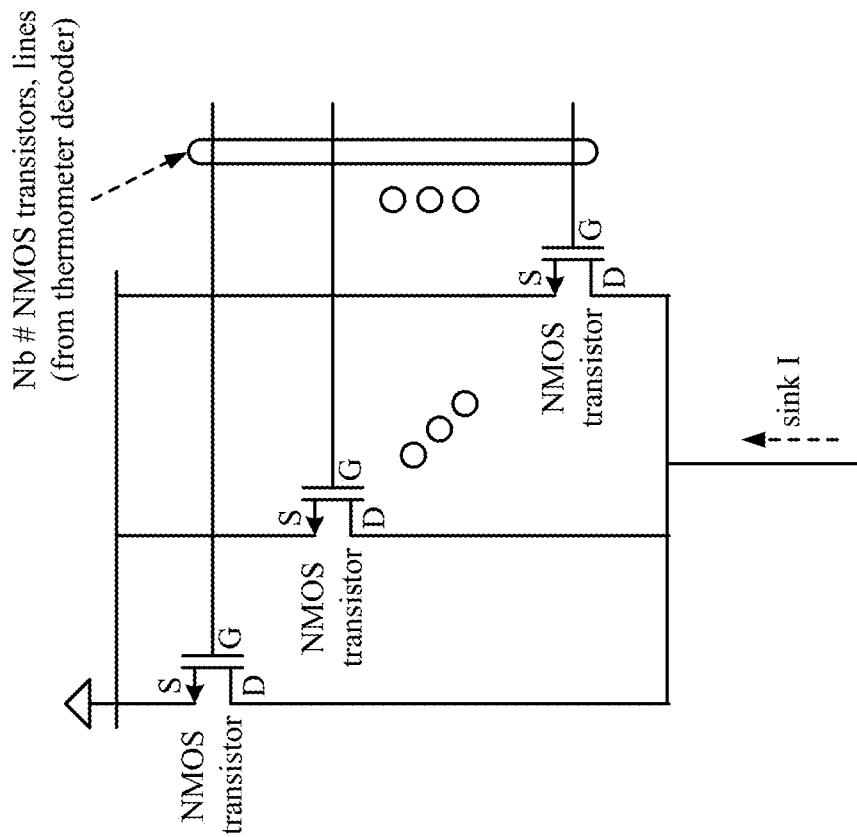 Nb # NMOS transistors, lines
(from thermometer decoder)
S
G
D
NMOS
transistor
S
G
D
NMOS
transistor
S
G
D
NMOS
transistor
sink I